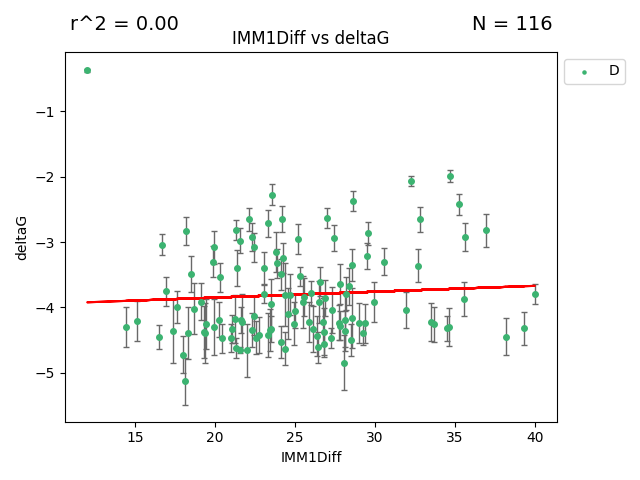 r^2 = 0.00
N = 116
IMM1Diff vs deltaG
D
deltaG
−1
−2
−3
−4
−5
15 20 25 30 35 40
IMM1Diff